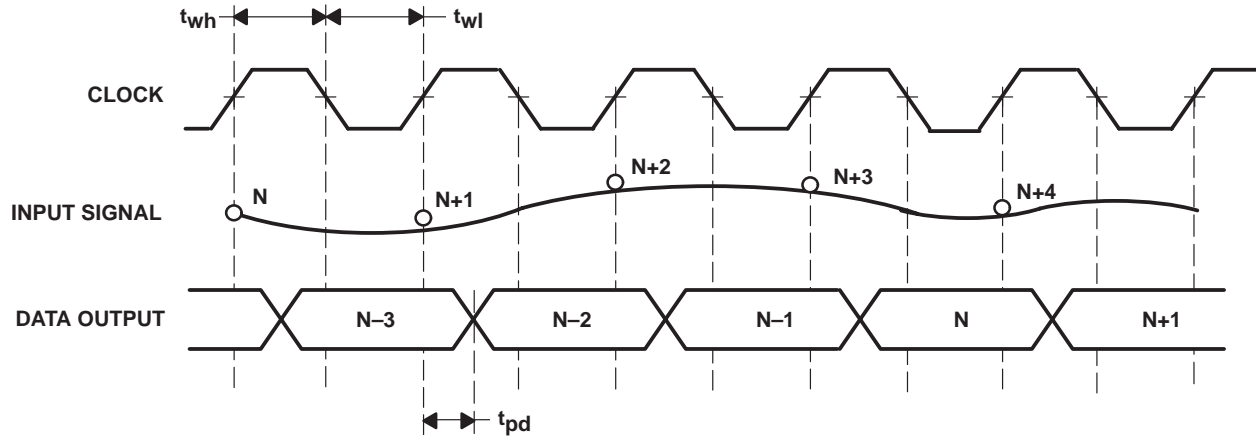 twh twl
CLOCK
N N+1 N+2 N+3 N+4
INPUT SIGNAL
DATA OUTPUT N–3 N–2 N–1 N N+1
tpd